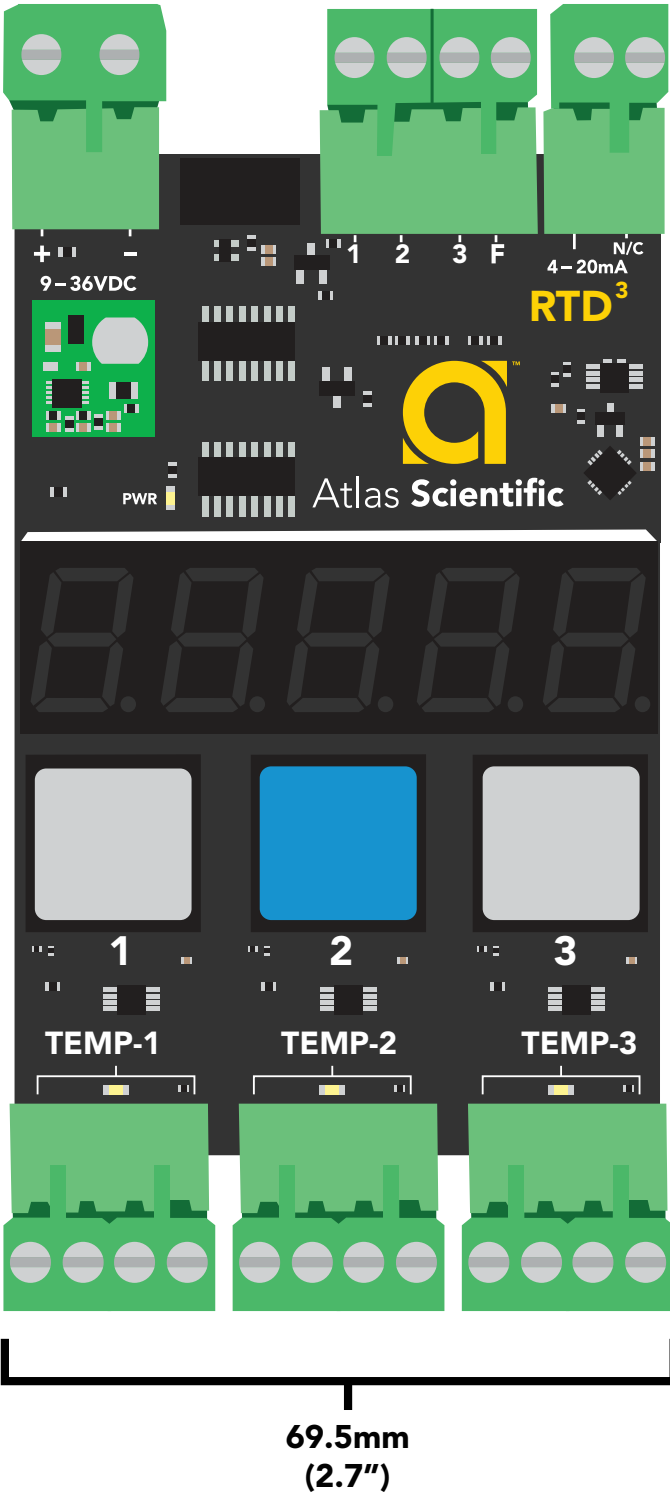 + -
9–36VDC
1 2 3 F
N/C
4–20mA
RTD³
™
PWR
Atlas Scientific
1 2 3
TEMP-1 TEMP-2 TEMP-3
69.5mm
(2.7”)